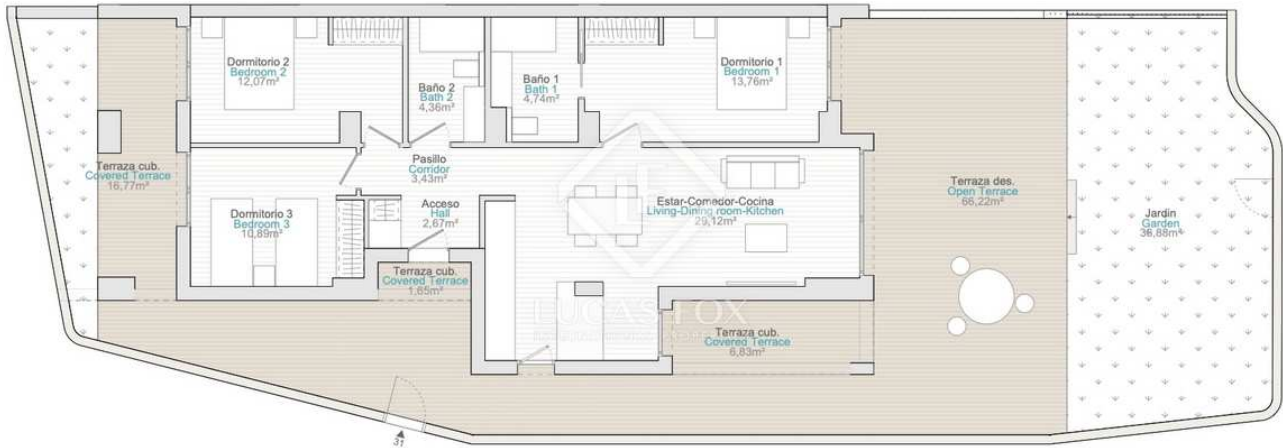 Dormitorio 2
Bedroom 2
12,07m²
Baño 2
Bath 2
4,36m²
Baño 1
Bath 1
4,74m²
Dormitorio 1
Bedroom 1
13,76m²
Terraza cub.
Covered Terrace
16,77m²
Pasillo
Corridor
3,43m²
Dormitorio 3
Bedroom 3
10,89m²
Acceso
Hall
2,67m²
Estar-Comedor-Cocina
Living-Dining room-Kitchen
29,12m²
Terraza des.
Open Terrace
66,22m²
Jardín
Garden
36,88m²
Terraza cub.
Covered Terrace
1,65m²
LUCAS FOX
Terraza cub.
Covered Terrace
6,83m²
31